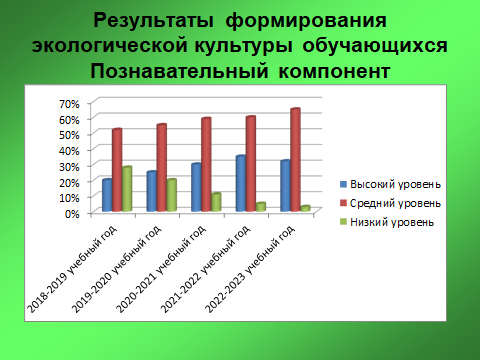 Результаты формирования
экологической культуры обучающихся
Познавательный компонент
70%
60%
50%
40%
30%
20%
10%
0%
2018-2019 учебный год
2019-2020 учебный год
2020-2021 учебный год
2021-2022 учебный год
2022-2023 учебный год
Высокий уровень
Средний уровень
Низкий уровень